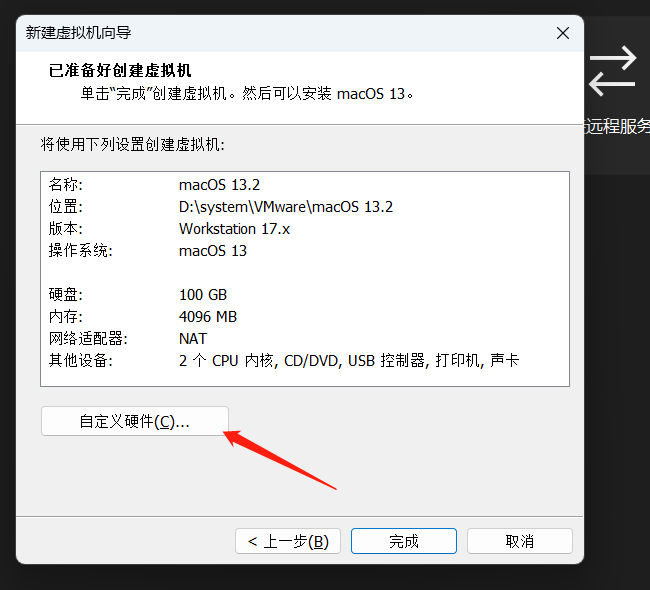 新建虚拟机向导
已准备好创建虚拟机
单击“完成”创建虚拟机。然后可以安装 macOS 13。
远程服务
将使用下列设置创建虚拟机:
名称: macOS 13.2
位置: D:\system\VMware\macOS 13.2
版本: Workstation 17.x
操作系统: macOS 13
硬盘: 100 GB
内存: 4096 MB
网络适配器: NAT
其他设备: 2 个 CPU 内核, CD/DVD, USB 控制器, 打印机, 声卡
自定义硬件(C)...
< 上一步(B) 完成 取消